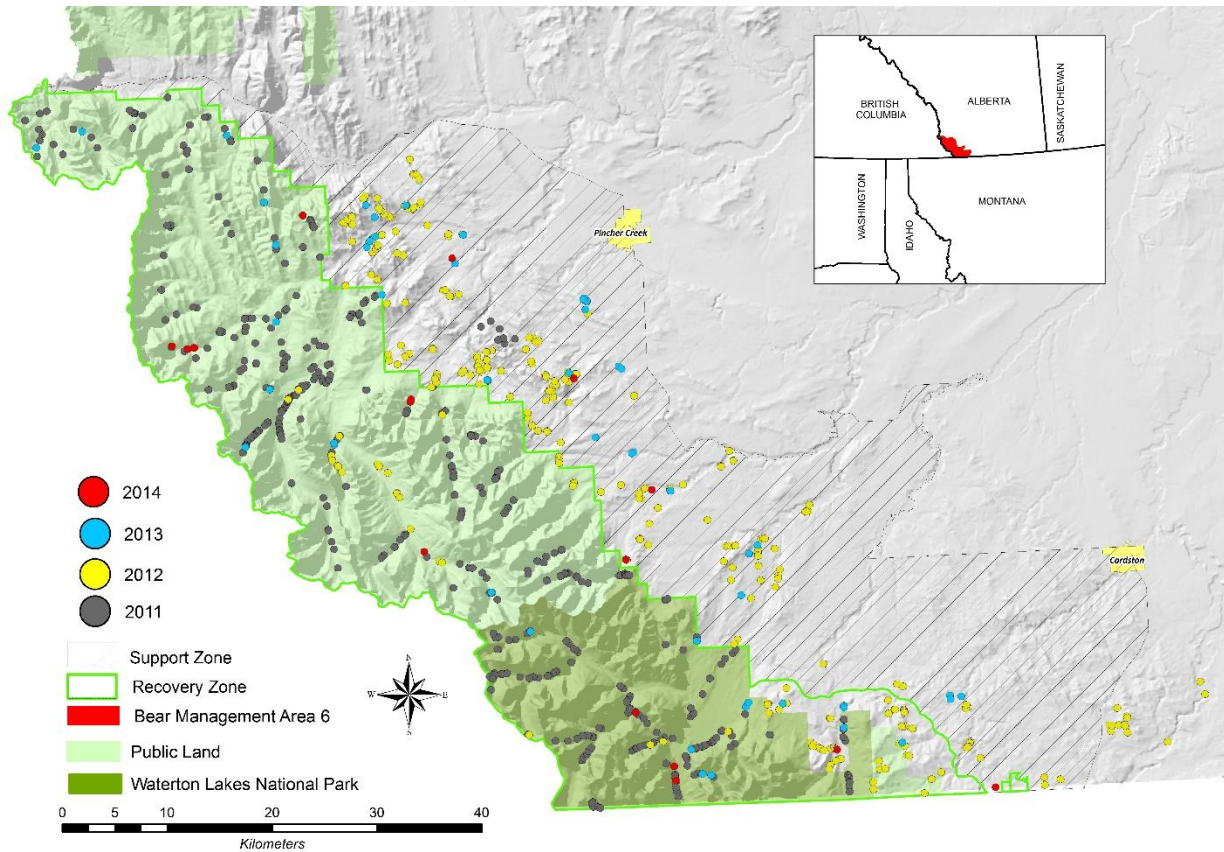 BRITISH
COLUMBIA
ALBERTA
SASKATCHEWAN
WASHINGTON
IDAHO
MONTANA
Pincher Creek
Cardston
2014
2013
2012
2011
Support Zone
Recovery Zone
Bear Management Area 6
Public Land
Waterton Lakes National Park
N
W
E
S
0 5 10 20 30 40
Kilometers